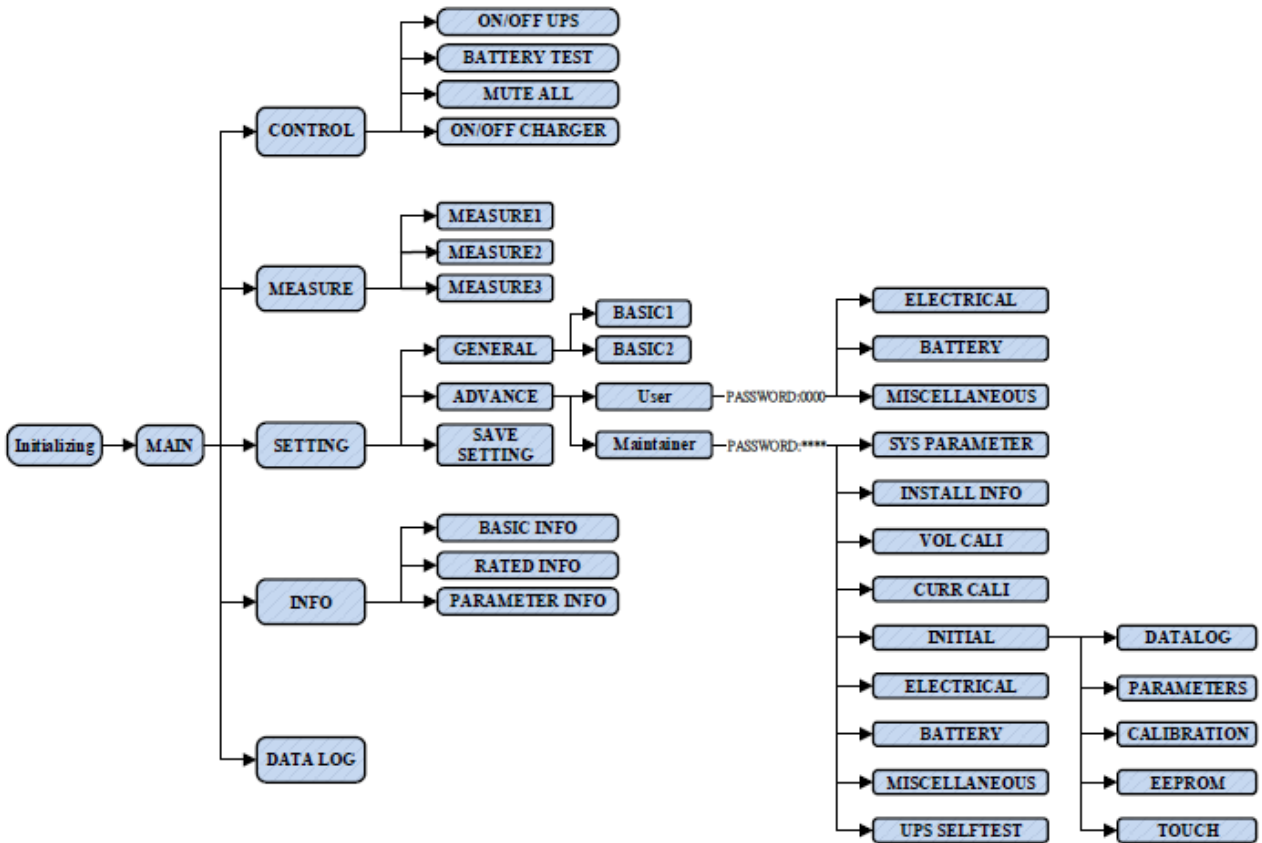 ON/OFF UPS
BATTERY TEST
MUTE ALL
CONTROL
ON/OFF CHARGER
MEASURE1
MEASURE2
MEASURE
MEASURE3
ELECTRICAL
BASIC1
GENERAL
BASIC2
BATTERY
ADVANCE
User
PASSWORD:0000
MISCELLANEOUS
Initializing
MAIN
SETTING
SAVE
SETTING
Maintainer
PASSWORD:****
SYS PARAMETER
INSTALL INFO
BASIC INFO
VOL CALI
RATED INFO
INFO
PARAMETER INFO
CURR CALI
INITIAL
DATALOG
ELECTRICAL
PARAMETERS
BATTERY
CALIBRATION
DATA LOG
MISCELLANEOUS
EEPROM
UPS SELFTEST
TOUCH